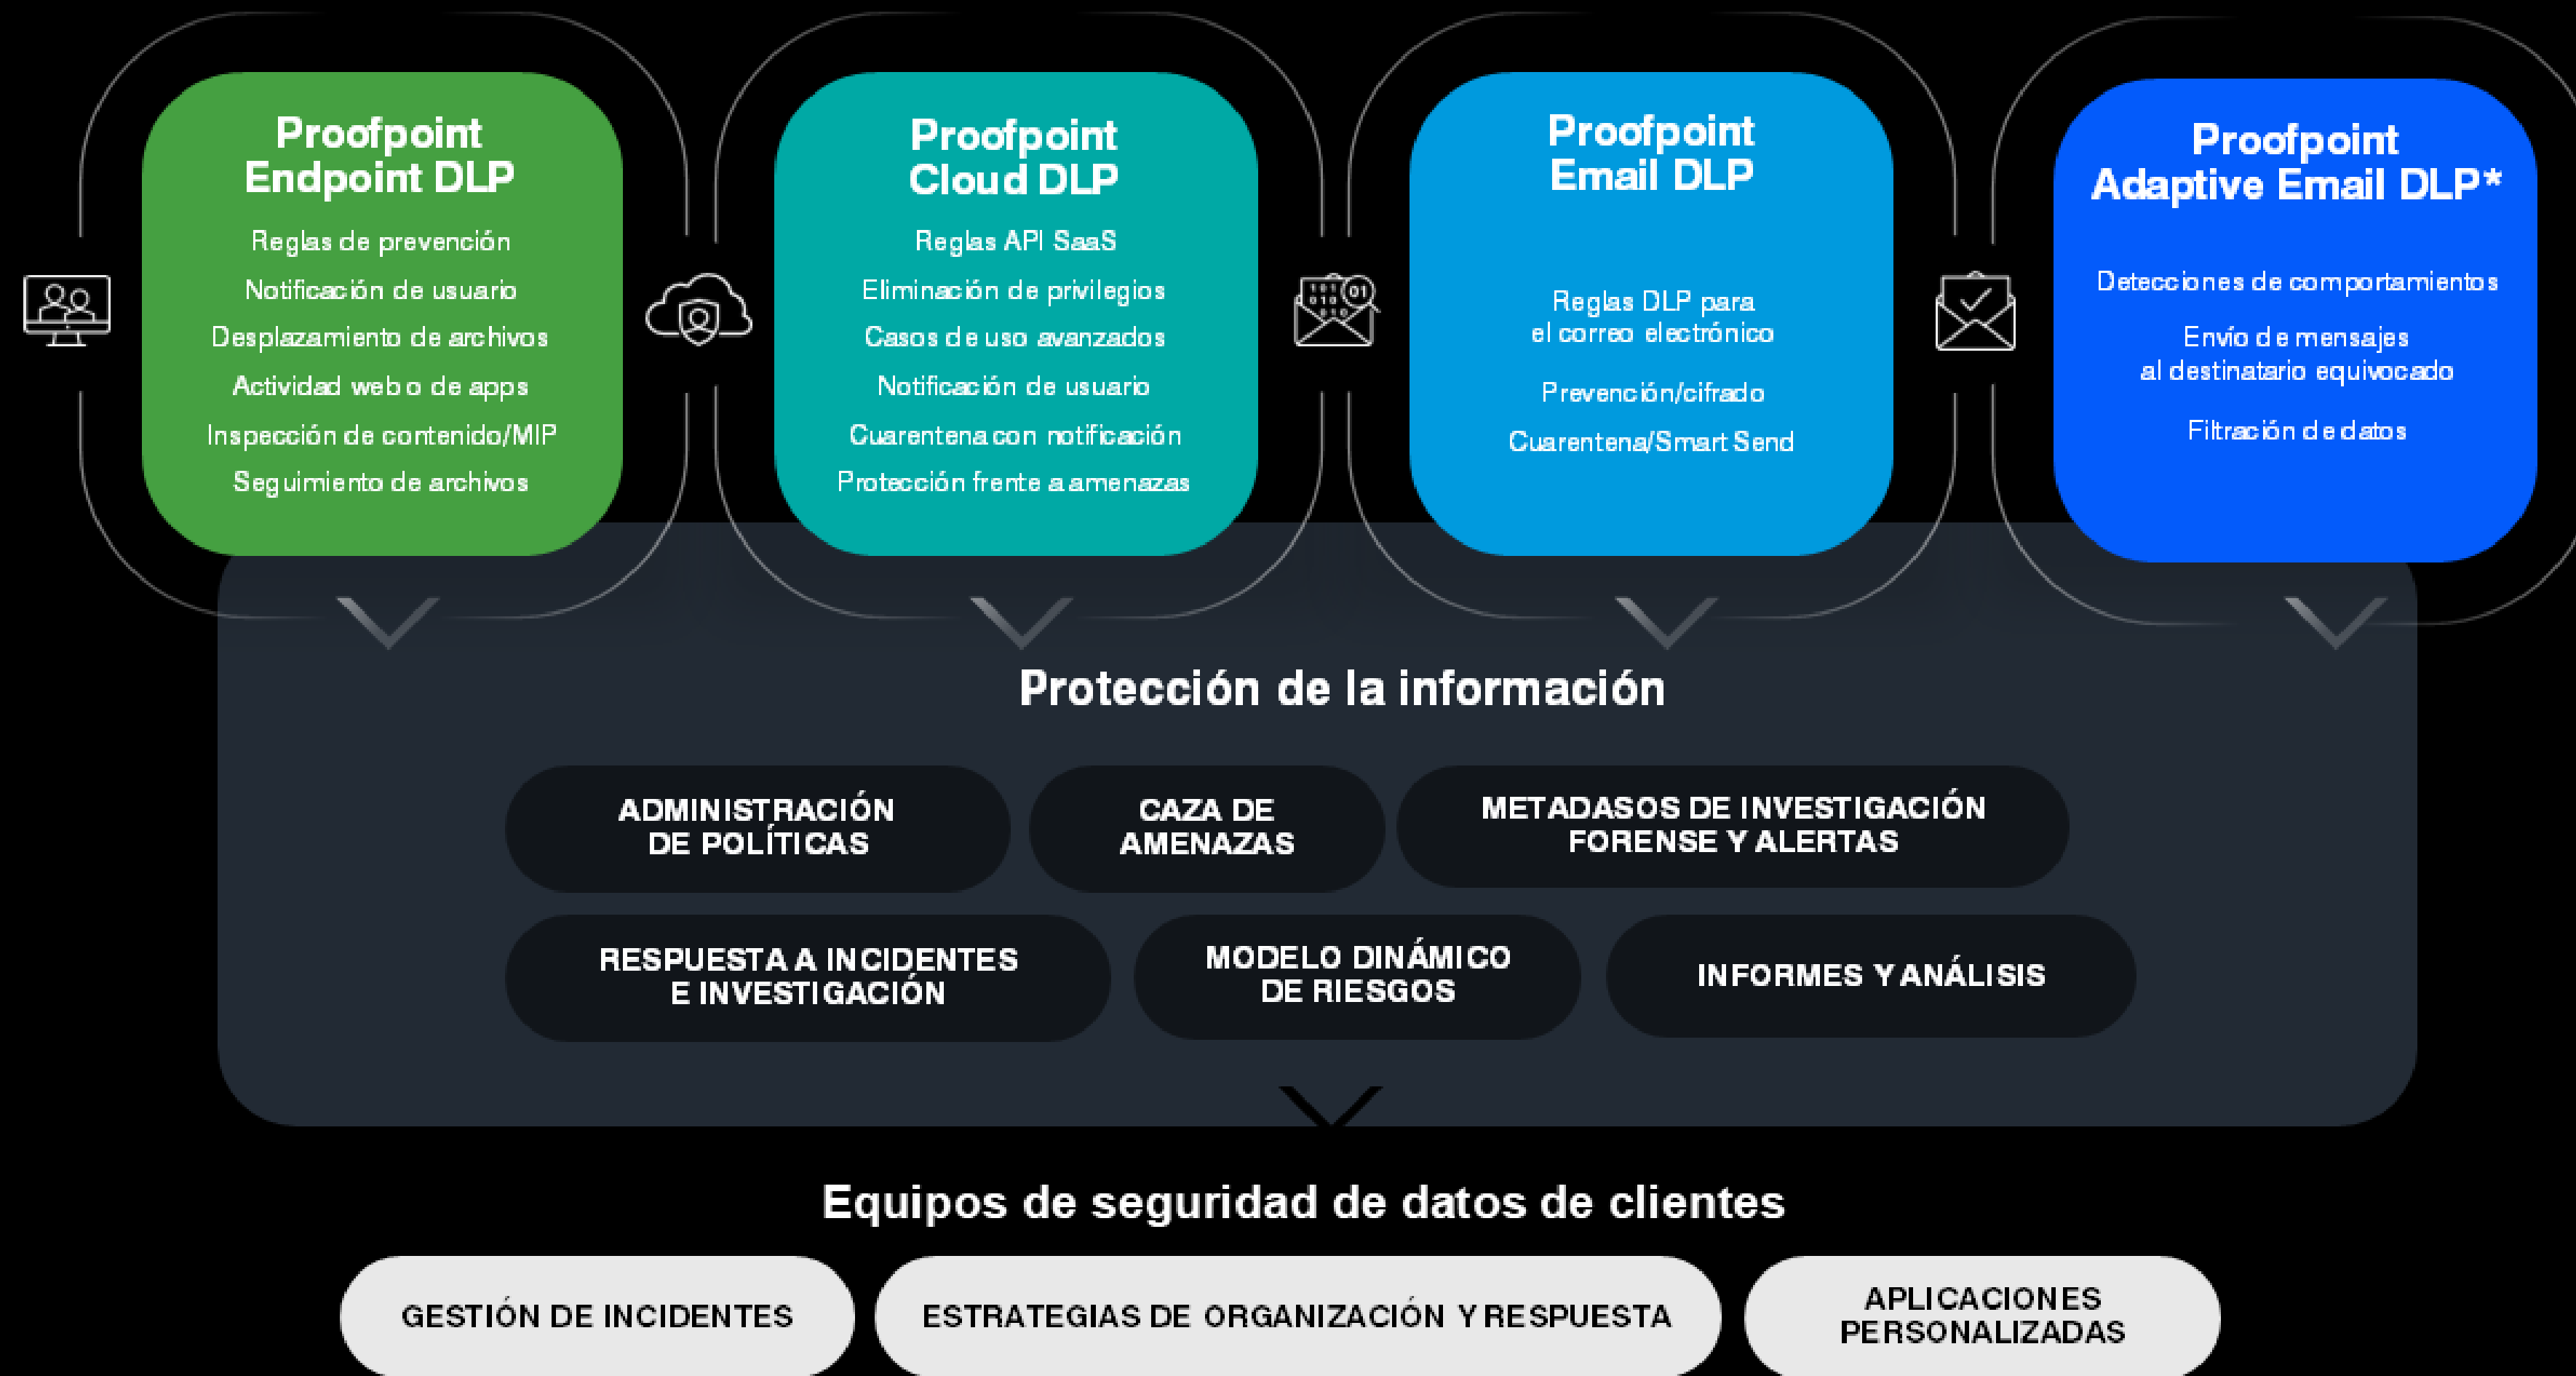 Proofpoint
Endpoint DLP
Reglas de prevención
Notificación de usuario
Desplazamiento de archivos
Actividad web o de apps
Inspección de contenido/MIP
Seguimiento de archivos
Proofpoint
Cloud DLP
Reglas API SaaS
Eliminación de privilegios
Casos de uso avanzados
Notificación de usuario
Cuarentena con notificación
Protección frente a amenazas
101
010
010
01
Proofpoint
Email DLP
Reglas DLP para
el correo electrónico
Prevención/cifrado
Cuarentena/Smart Send
Proofpoint
Adaptive Email DLP*
Detecciones de comportamientos
Envío de mensajes
al destinatario equivocado
Filtración de datos
Protección de la información
ADMINISTRACIÓN
DE POLÍTICAS
CAZA DE
AMENAZAS
METADASOS DE INVESTIGACIÓN
FORENSE Y ALERTAS
RESPUESTA A INCIDENTES
E INVESTIGACIÓN
MODELO DINÁMICO
DE RIESGOS
INFORMES Y ANÁLISIS
Equipos de seguridad de datos de clientes
GESTIÓN DE INCIDENTES
ESTRATEGIAS DE ORGANIZACIÓN Y RESPUESTA
APLICACIONES
PERSONALIZADAS